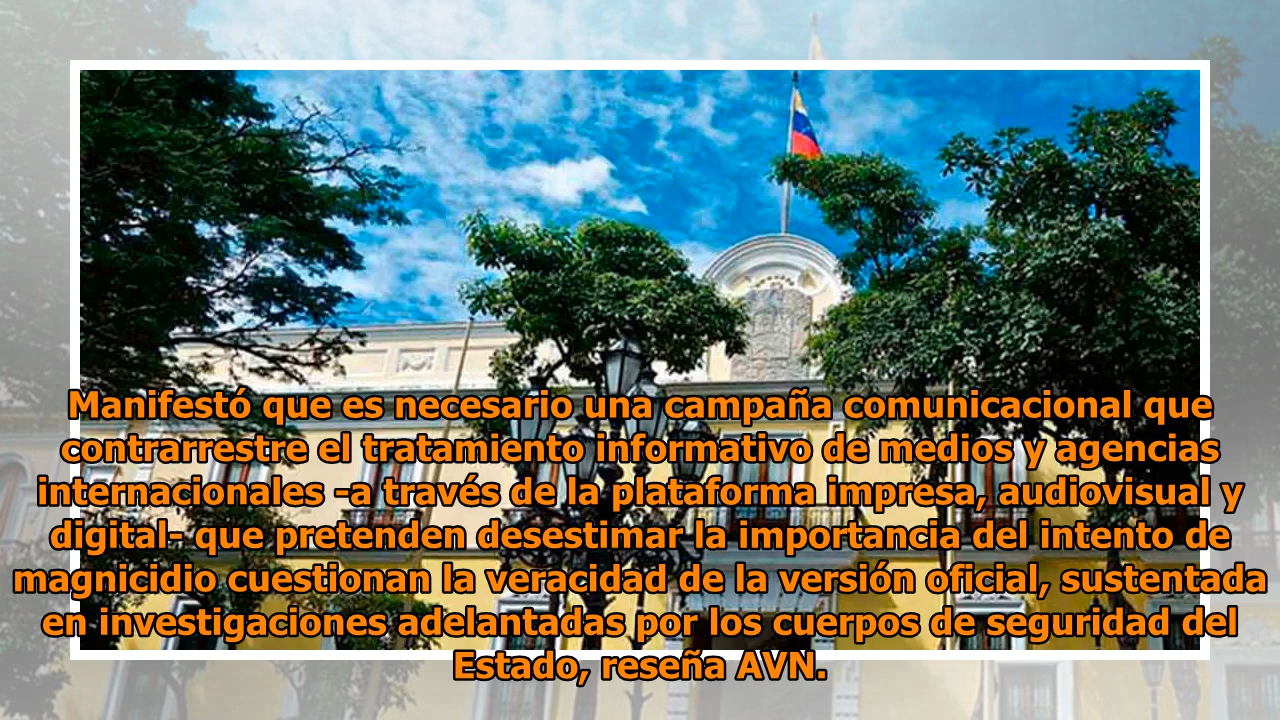 Manifestó que es necesario una campaña comunicacional que
contrarrestre el tratamiento informativo de medios y agencias
internacionales -a través de la plataforma impresa, audiovisual y
digital- que pretenden desestimar la importancia del intento de
magnicidio cuestionan la veracidad de la versión oficial, sustentada
en investigaciones adelantadas por los cuerpos de seguridad del
Estado, reseña AVN.